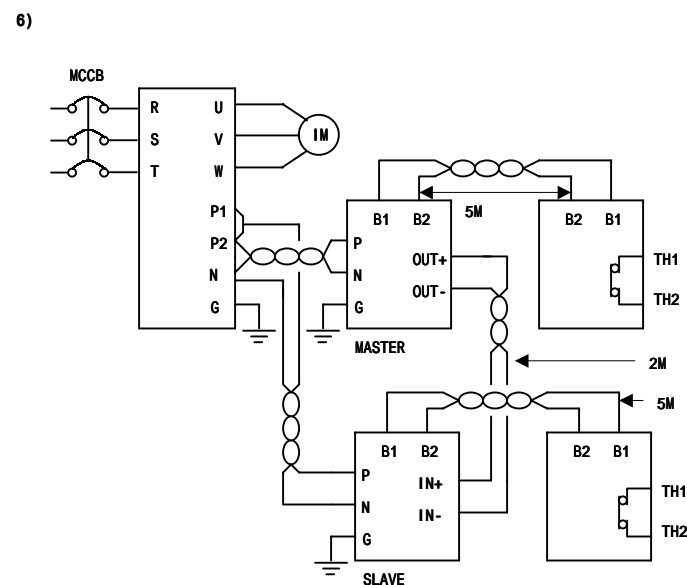 6)
MCCB
R U
S V IM
T W
P1
B1 B2 5M B2 B1
P2 P
OUT+ TH1
N N
OUT- TH2
G G
MASTER
2M
5M
B1 B2 B2 B1
P
IN+ TH1
N
IN-
TH2
G
SLAVE